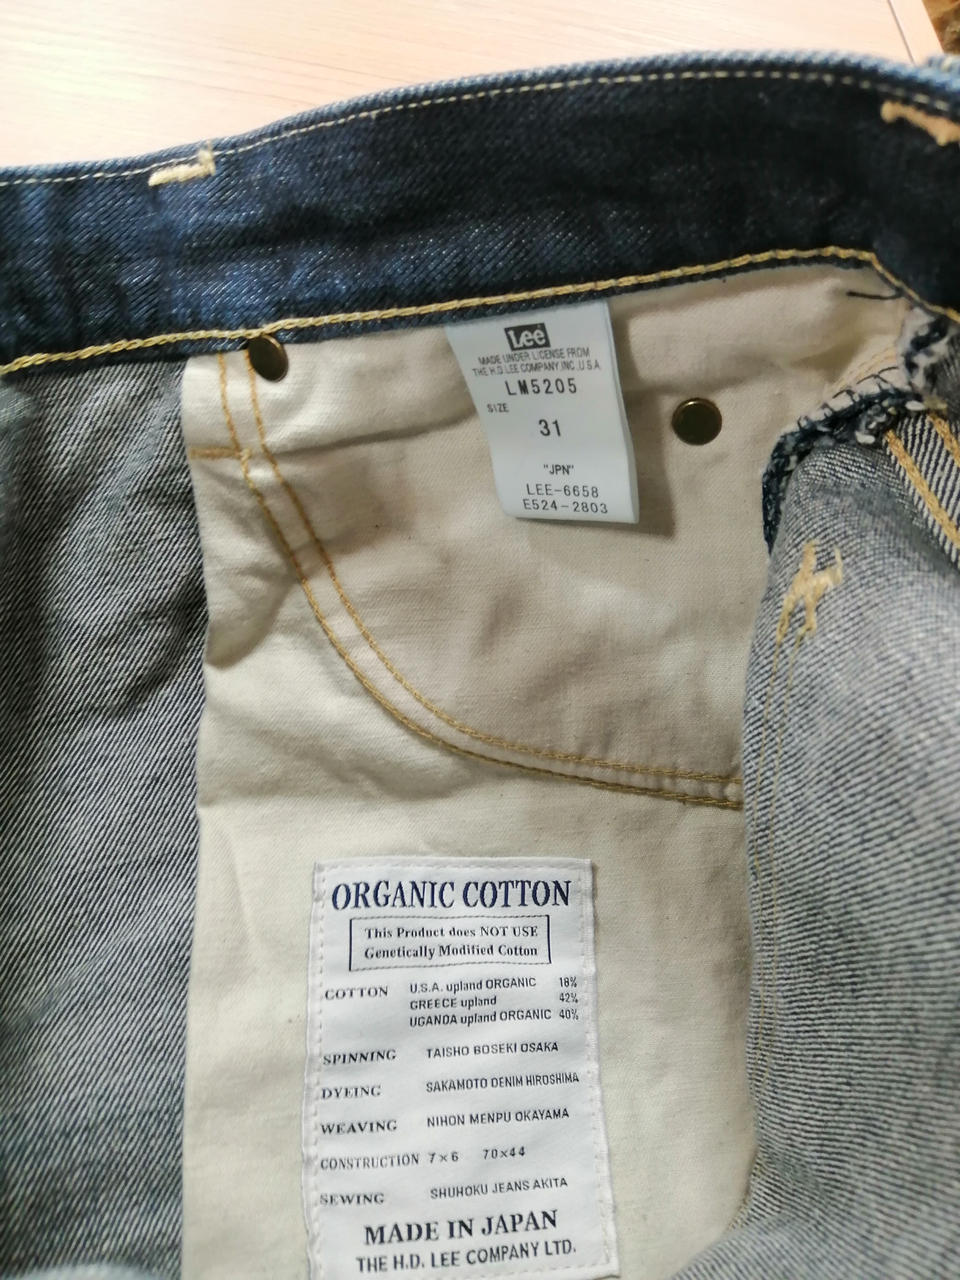 Lee
MADE UNDER LICENSE FROM
THE H.D. LEE COMPANY, INC., U.S.A.
LM5205
SIZE
31
"JPN"
LEE-6658
E524-2803
ORGANIC COTTON
This Product does NOT USE
Genetically Modified Cotton
COTTON U.S.A. upland ORGANIC 18%
GREECE upland 42%
UGANDA upland ORGANIC 40%
SPINNING TAISHO BOSEKI OSAKA
DYEING SAKAMOTO DENIM HIROSHIMA
WEAVING NIHON MENPU OKAYAMA
CONSTRUCTION 7×6 70×44
SEWING SHUHOKU JEANS AKITA
MADE IN JAPAN
THE H.D. LEE COMPANY LTD.